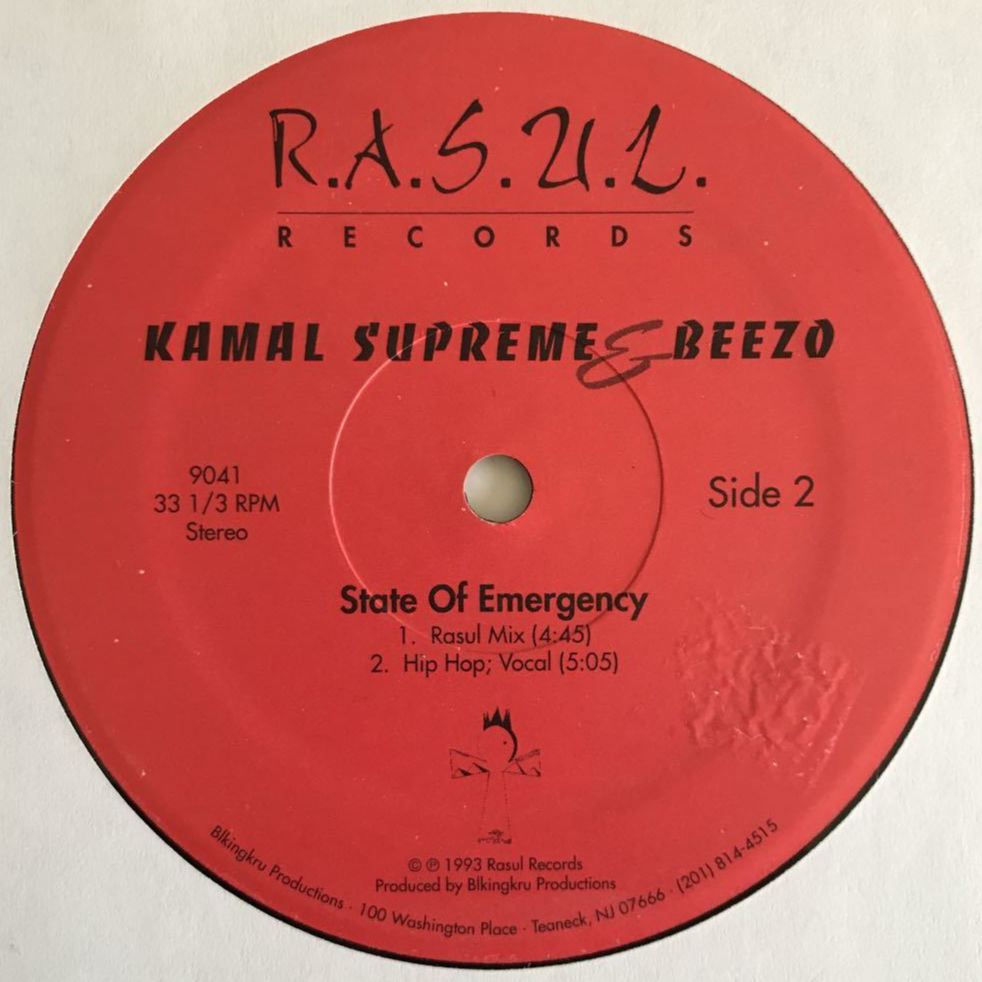 R.A.S.U.L.
RECORDS
KAMAL SUPREME & BEEZO
9041
33 1/3 RPM
Stereo
Side 2
State Of Emergency
1. Rasul Mix (4:45)
2. Hip Hop; Vocal (5:05)
© ℗ 1993 Rasul Records
Produced by Blkingkru Productions
Blkingkru Productions · 100 Washington Place · Teaneck, NJ 07666 · (201) 814-4515